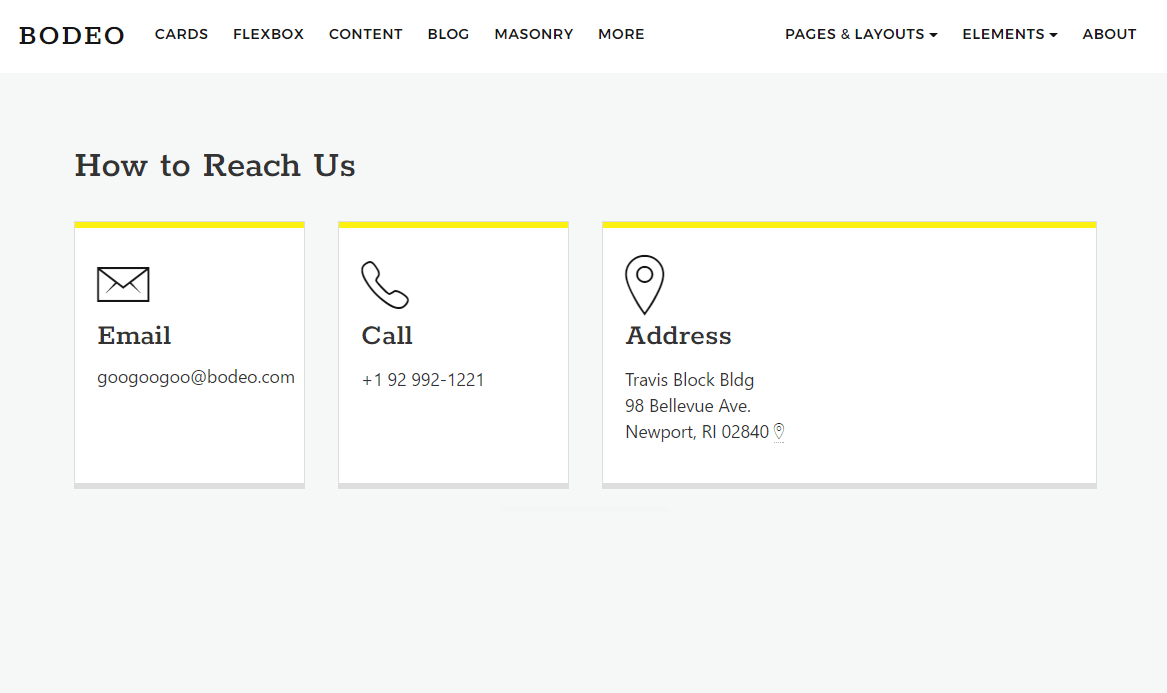 BODEO CARDS FLEXBOX CONTENT BLOG MASONRY MORE PAGES & LAYOUTS ELEMENTS ABOUT
How to Reach Us
Email
googoogoo@bodeo.com
Call
+1 92 992-1221
Address
Travis Block Bldg
98 Bellevue Ave.
Newport, RI 02840